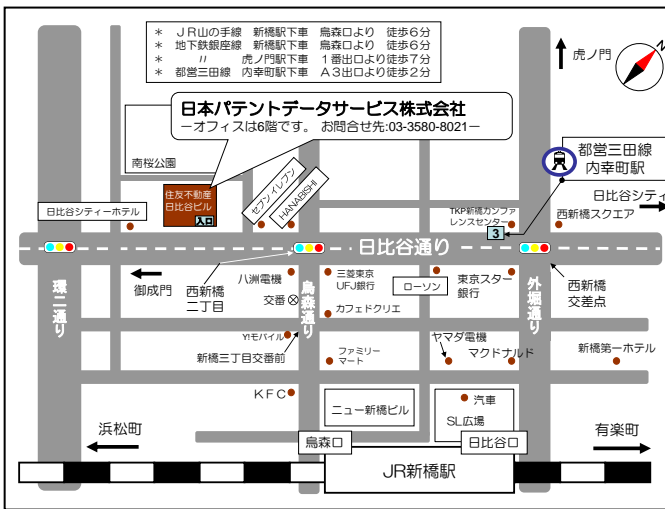 * JR山の手線 新橋駅下車 烏森口より 徒歩6分
* 地下鉄銀座線 新橋駅下車 烏森口より 徒歩6分
* 〃 虎ノ門駅下車 1番出口より徒歩7分
* 都営三田線 内幸町駅下車 A3出口より徒歩2分
虎ノ門
N
日本パテントデータサービス株式会社
−オフィスは6階です。 お問合せ先:03-3580-8021−
都営三田線
内幸町駅
南桜公園
住友不動産
日比谷ビル
入口
セブンイレブン
HANABISHI
日比谷シティーホテル
TKP新橋カンファ
レンスセンター
3
日比谷シティ
西新橋スクエア
日比谷通り
環二通り
御成門
西新橋
二丁目
八洲電機
交番
烏森通り
三菱東京
UFJ銀行
カフェドクリエ
ローソン
東京スター
銀行
外堀通り
西新橋
交差点
Y!モバイル
新橋三丁目交番前
ファミリー
マート
ヤマダ電機
マクドナルド
新橋第一ホテル
KFC
ニュー新橋ビル
汽車
SL広場
浜松町
烏森口
日比谷口
有楽町
JR新橋駅